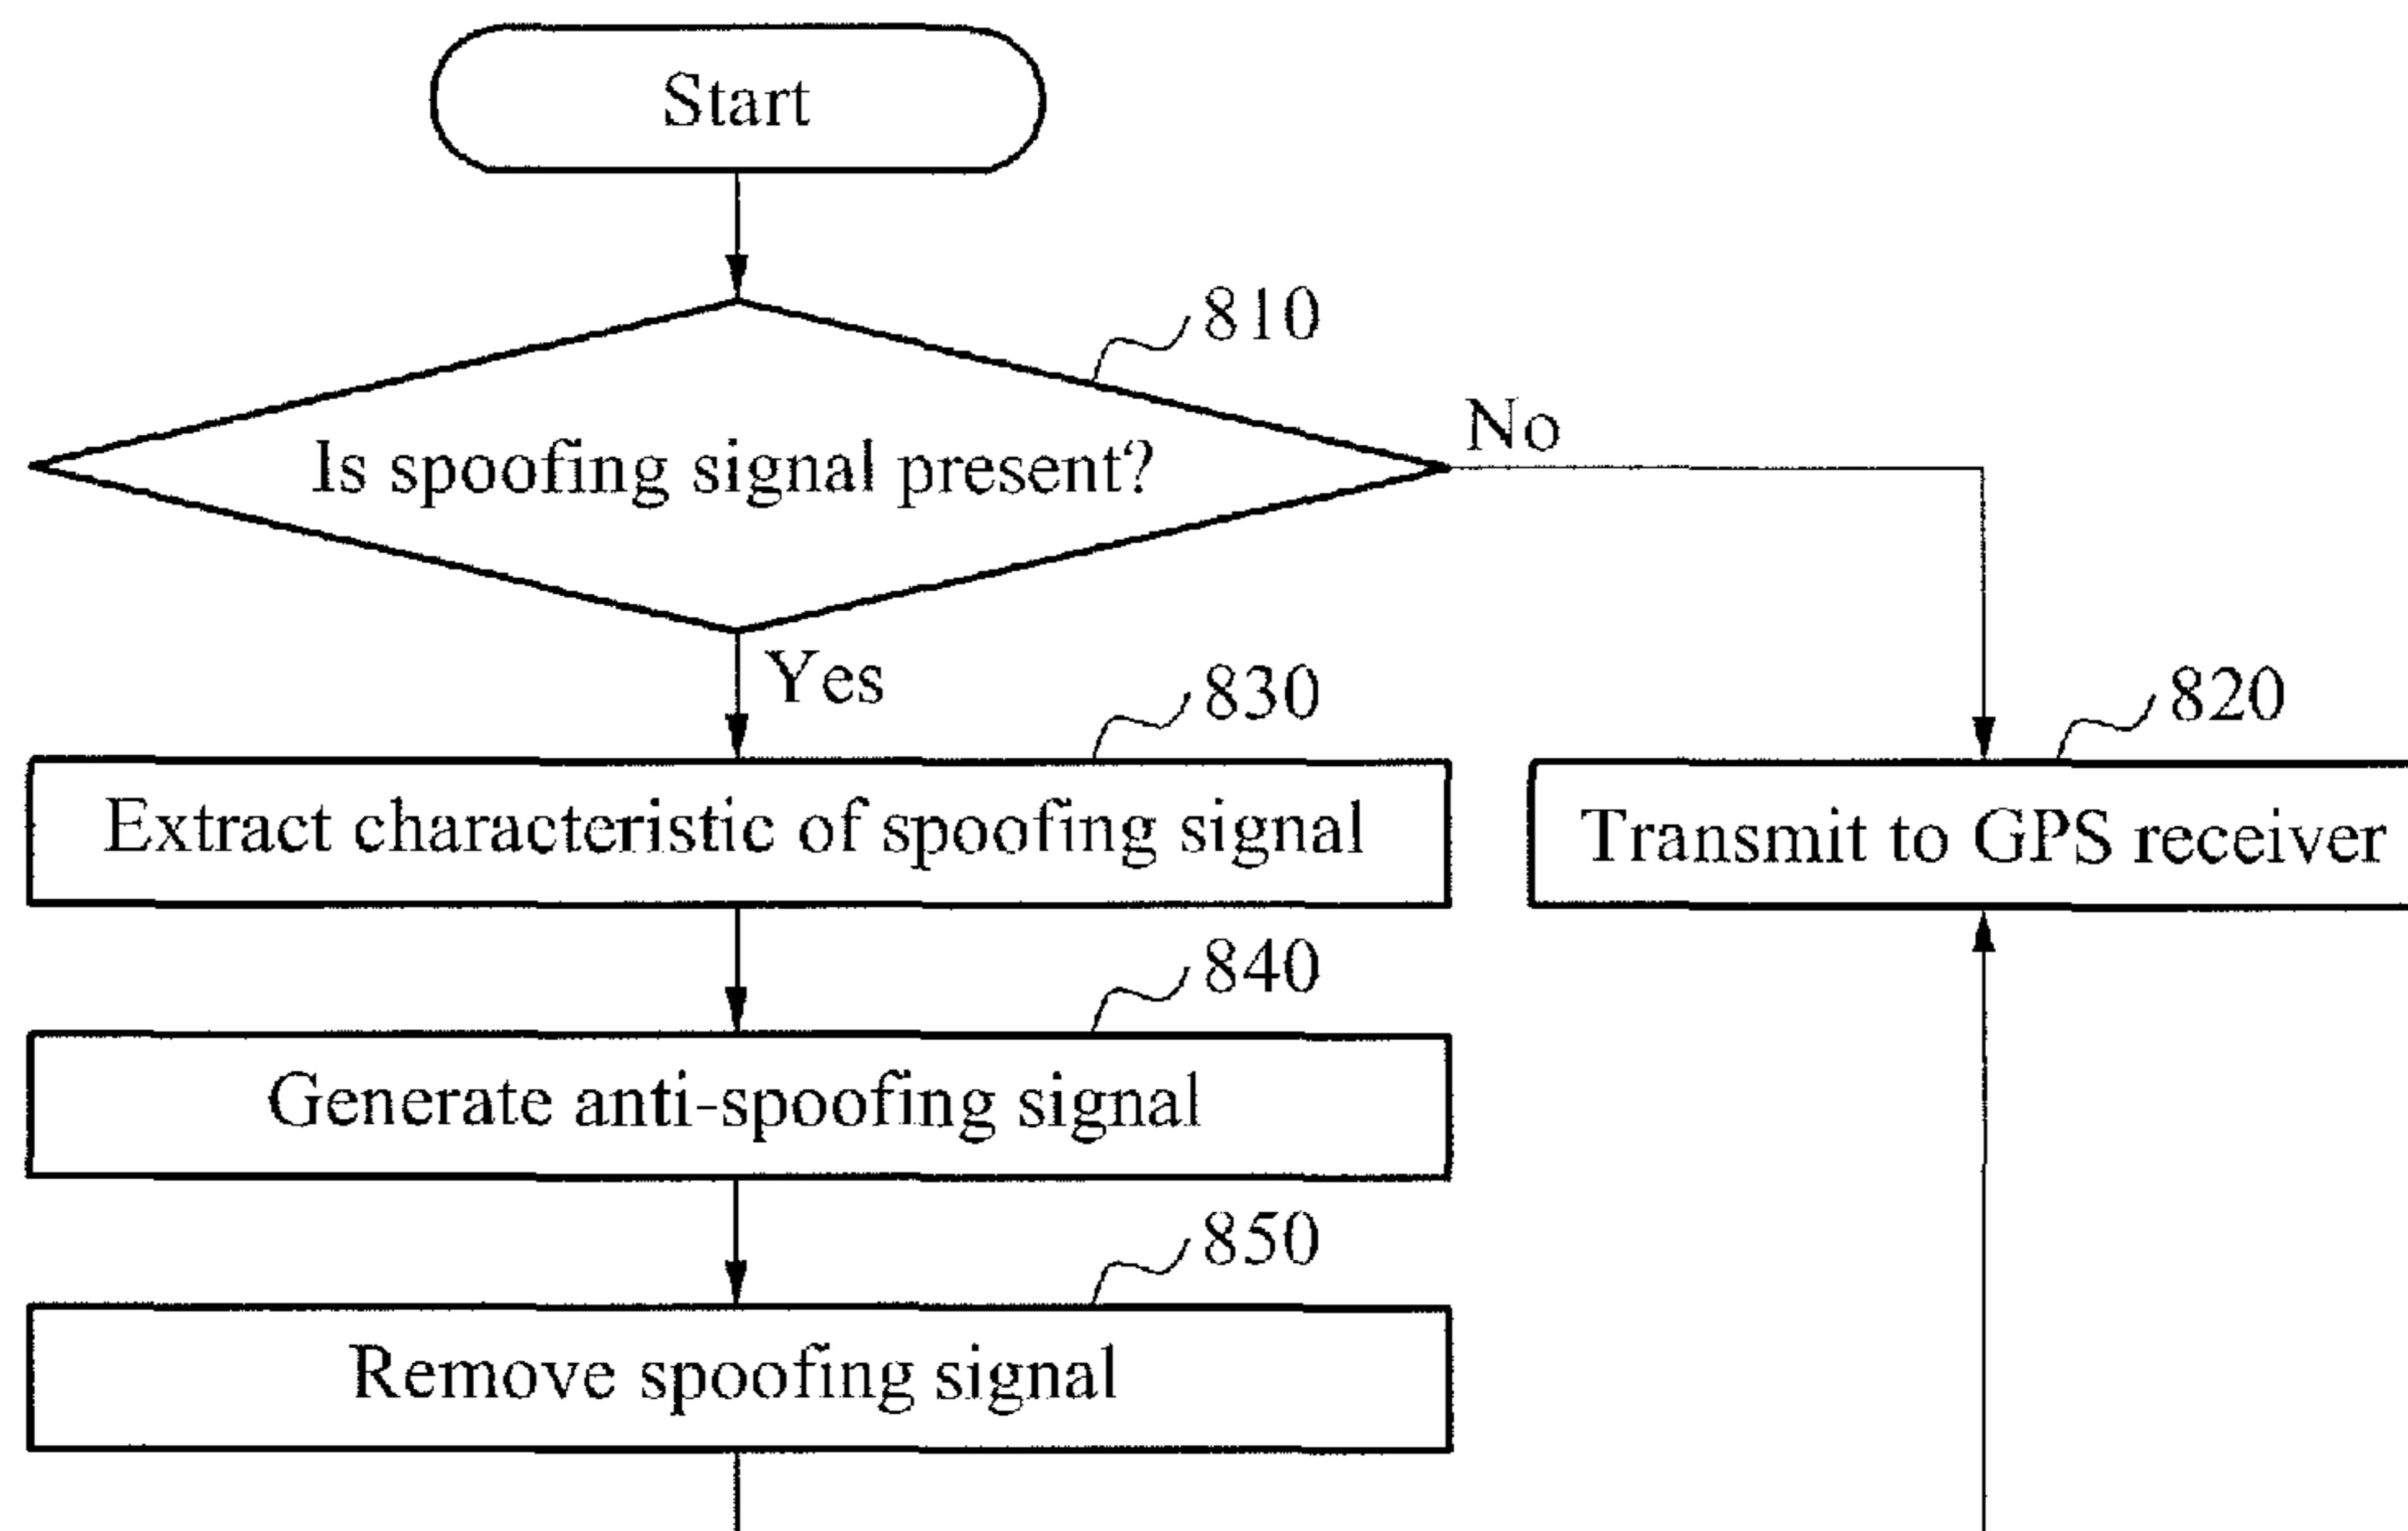 Start
810
Is spoofing signal present?
No
Yes
830
820
Extract characteristic of spoofing signal
Transmit to GPS receiver
840
Generate anti-spoofing signal
850
Remove spoofing signal